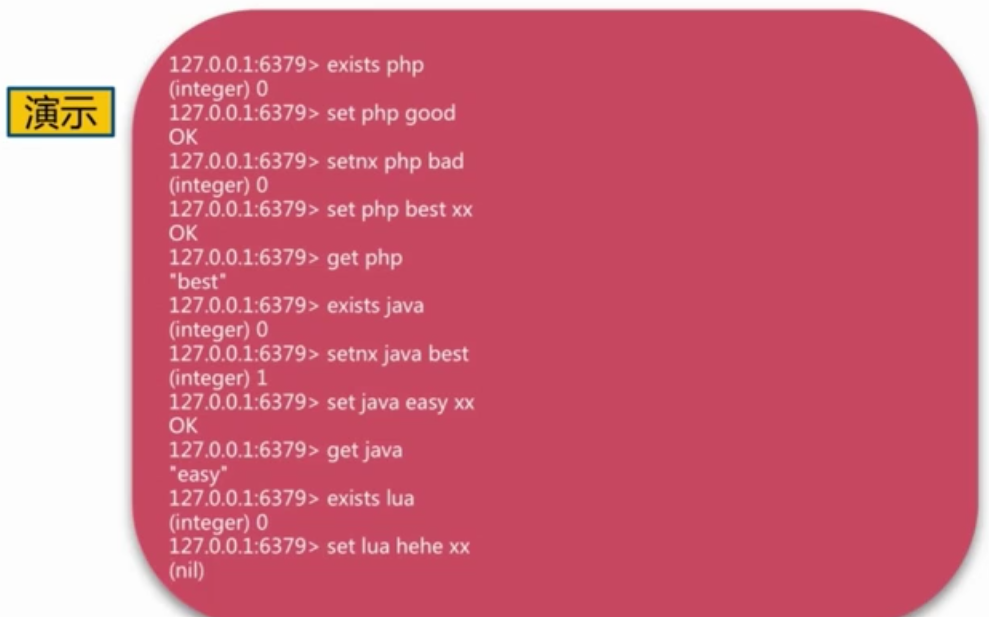 演示
127.0.0.1:6379> exists php
(integer) 0
127.0.0.1:6379> set php good
OK
127.0.0.1:6379> setnx php bad
(integer) 0
127.0.0.1:6379> set php best xx
OK
127.0.0.1:6379> get php
"best"
127.0.0.1:6379> exists java
(integer) 0
127.0.0.1:6379> setnx java best
(integer) 1
127.0.0.1:6379> set java easy xx
OK
127.0.0.1:6379> get java
"easy"
127.0.0.1:6379> exists lua
(integer) 0
127.0.0.1:6379> set lua hehe xx
(nil)